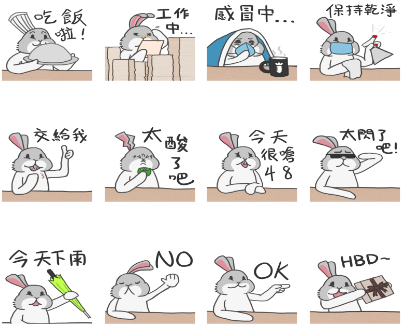 吃飯
啦！
工作
中...
感冒中...
保持乾淨
交給我
太酸
了
吧
今天
很嗆
48
太閃了
吧！
今天下雨
NO
OK
HBD~